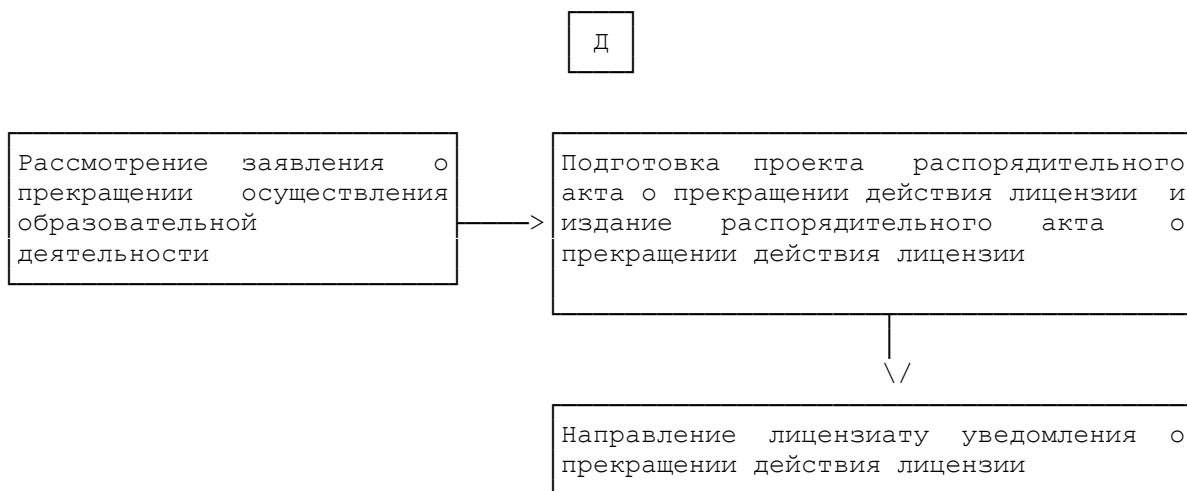 Д
Рассмотрение заявления о
прекращении осуществления
образовательной
деятельности
Подготовка проекта распорядительного
акта о прекращении действия лицензии и
издание распорядительного акта о
прекращении действия лицензии
Направление лицензиату уведомления о
прекращении действия лицензии